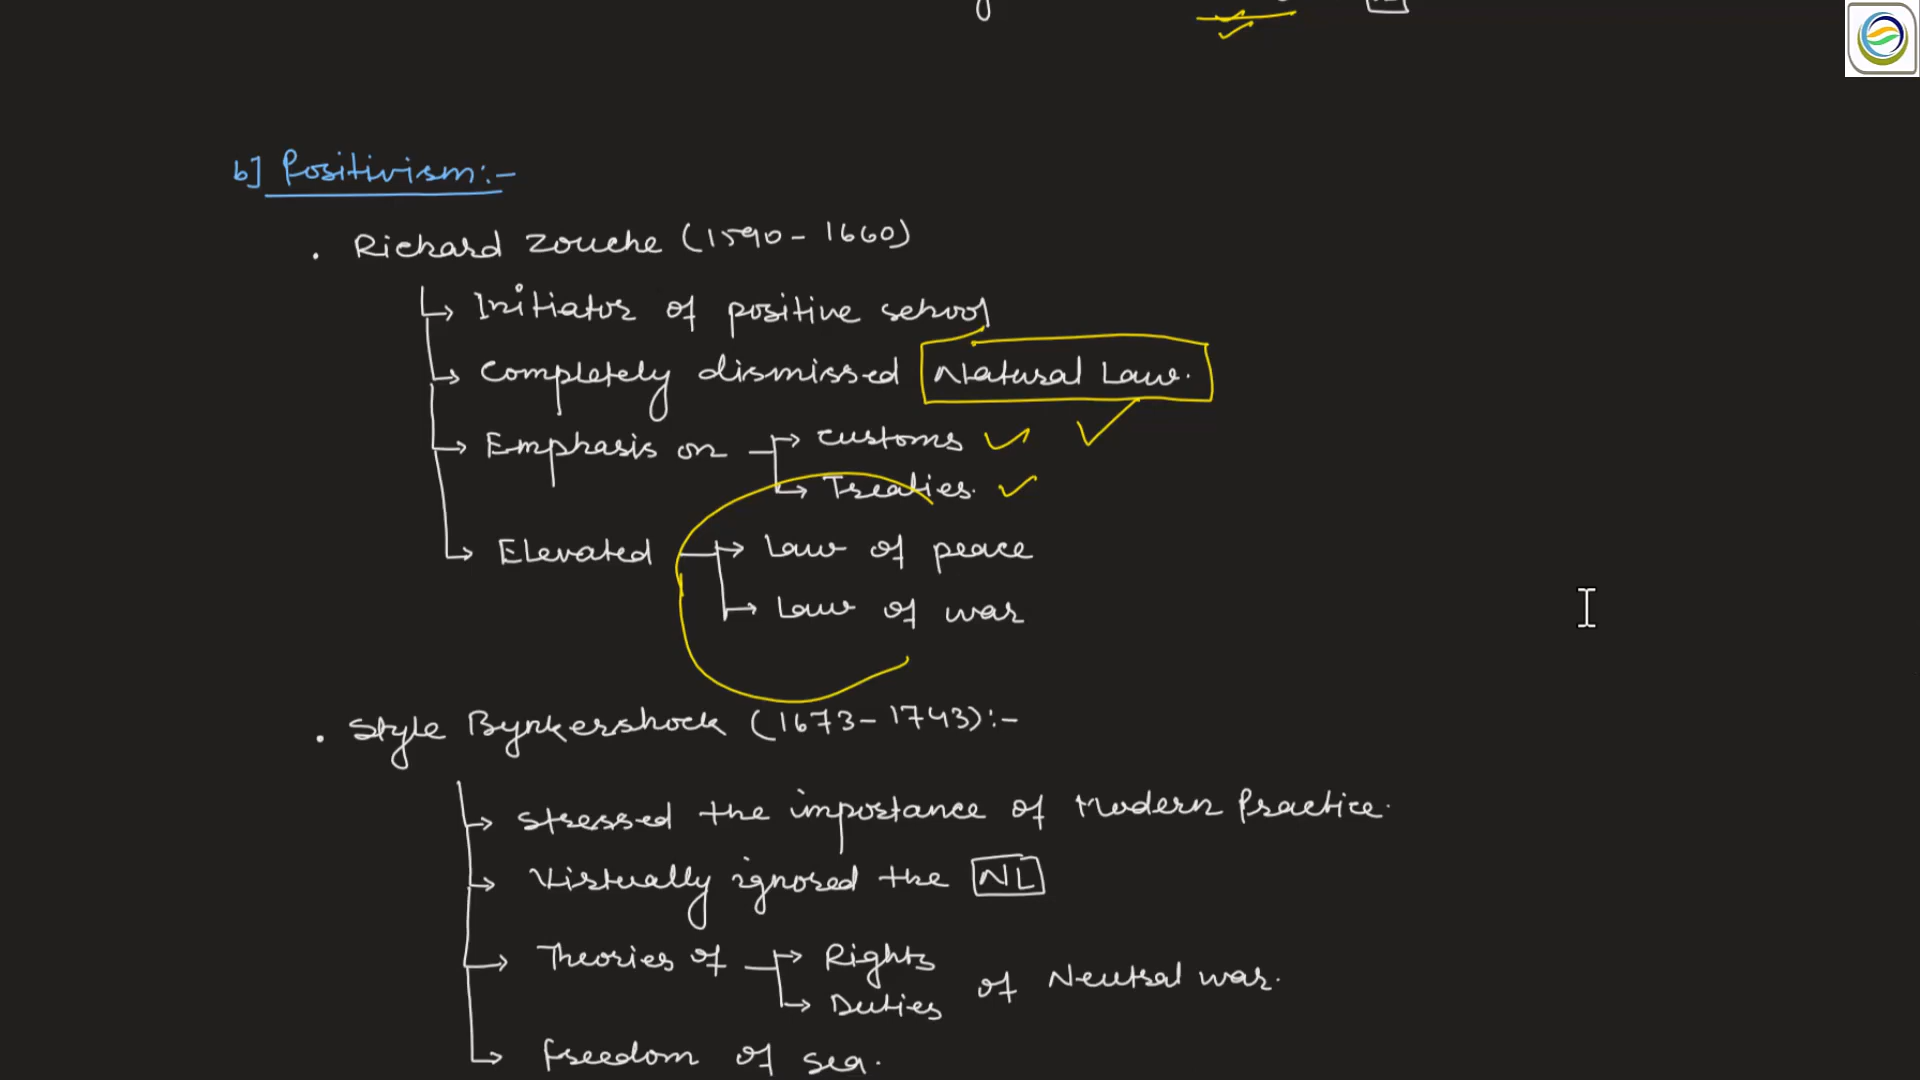 b] Positivism:-
. Richard Zouche (1590 - 1660)
↳ Initiator of positive school
↳ Completely dismissed Natural Law.
↳ Emphasis on → customs ✓
→ Treaties. ✓
↳ Elevated → Law of peace
→ Law of war
. Style Bynkershock (1673 - 1743):-
→ Stressed the importance of Modern Practice.
→ Virtually ignored the NL
→ Theories of → Rights
→ Duties of Neutral war.
→ Freedom of sea.